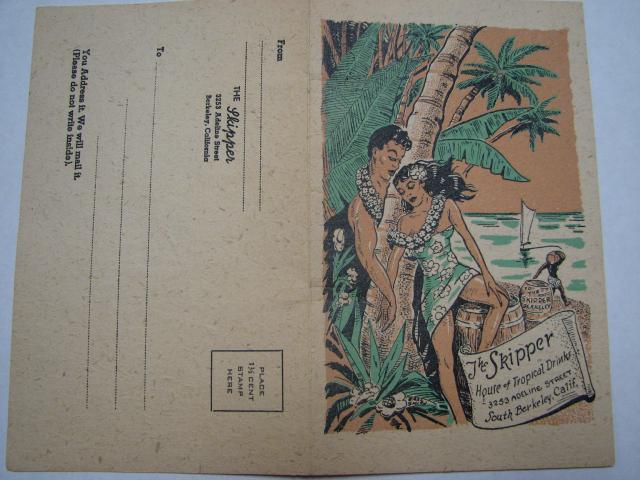 From
THE Skipper
3253 Adeline Street
Berkeley, California
To
You Address it. We will mail it.
(Please do not write inside).
PLACE
1½ CENT
STAMP
HERE
SKIPPER
BERKELEY
The Skipper
House of Tropical Drinks
3253 ADELINE STREET
South Berkeley, Calif.